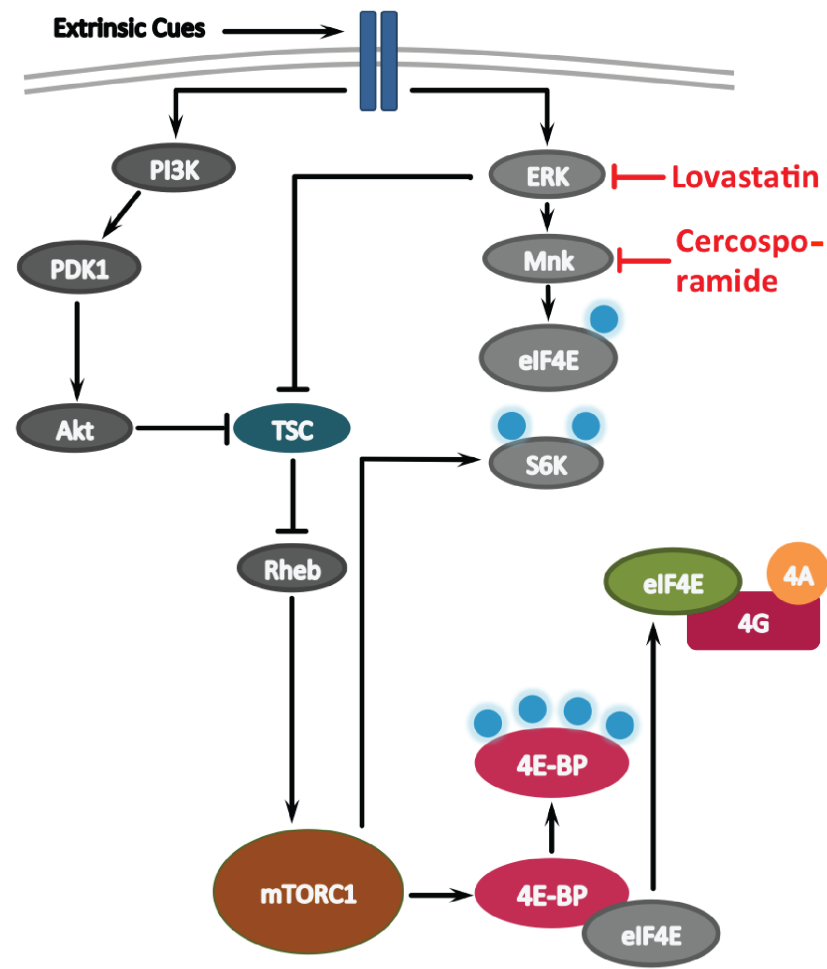 Extrinsic Cues
PI3K
ERK
Lovastatin
PDK1
Mnk
Cercospo-
ramide
eIF4E
Akt
TSC
S6K
Rheb
eIF4E
4A
4G
4E-BP
mTORC1
4E-BP
eIF4E